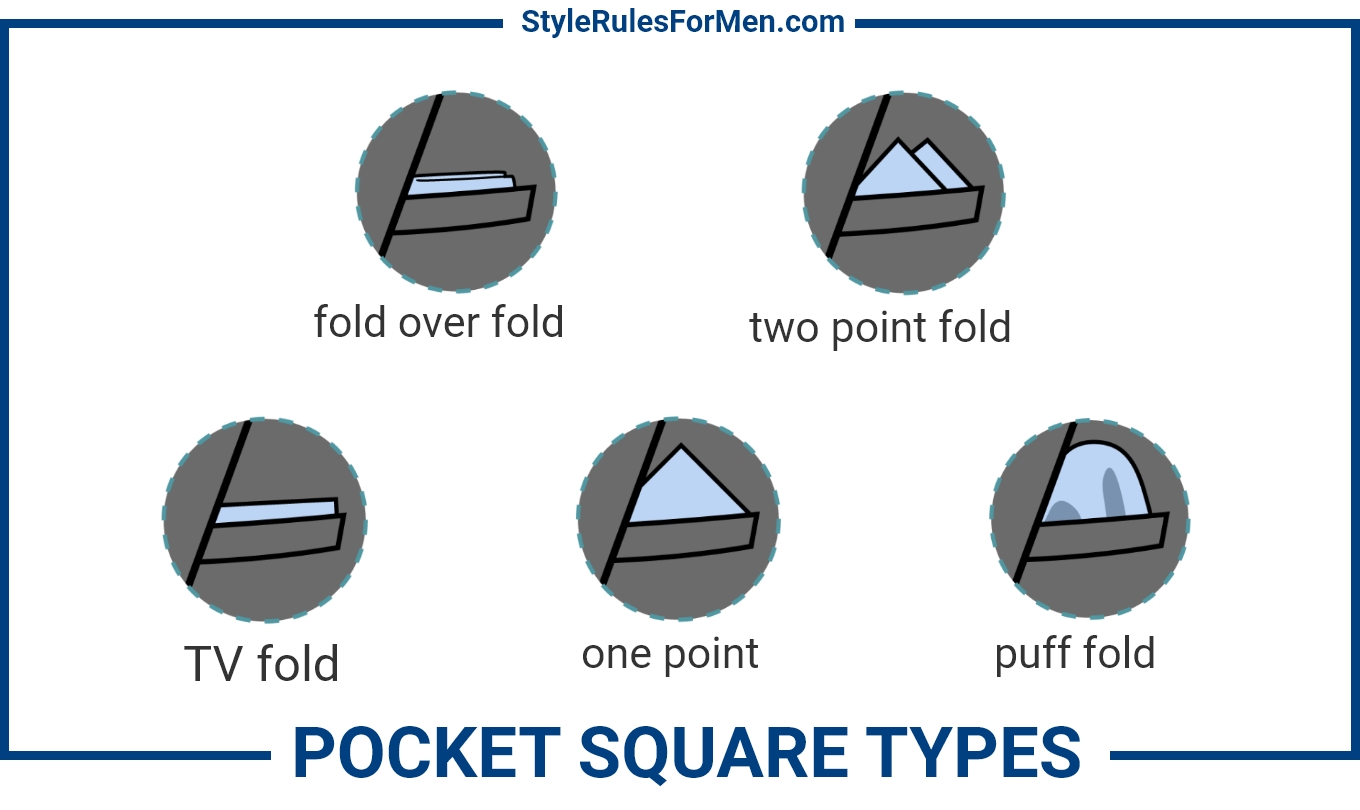 StyleRulesForMen.com
fold over fold
two point fold
TV fold
one point
puff fold
POCKET SQUARE TYPES